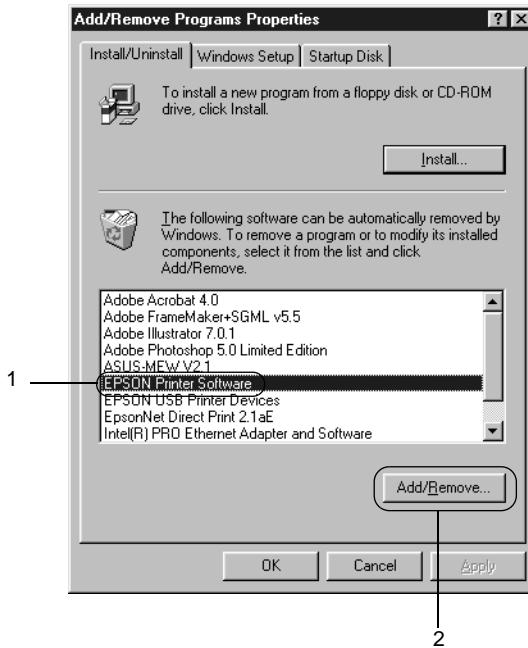 Add/Remove Programs Properties
Install/Uninstall Windows Setup Startup Disk
To install a new program from a floppy disk or CD-ROM
drive, click Install.
Install...
The following software can be automatically removed by
Windows. To remove a program or to modify its installed
components, select it from the list and click
Add/Remove.
Adobe Acrobat 4.0
Adobe FrameMaker+SGML v5.5
Adobe Illustrator 7.0.1
Adobe Photoshop 5.0 Limited Edition
ASUS-MEW V2.1
1 EPSON Printer Software
EPSON USB Printer Devices
EpsonNet Direct Print 2.1aE
Intel(R) PRO Ethernet Adapter and Software
Add/Remove...
OK Cancel Apply
2